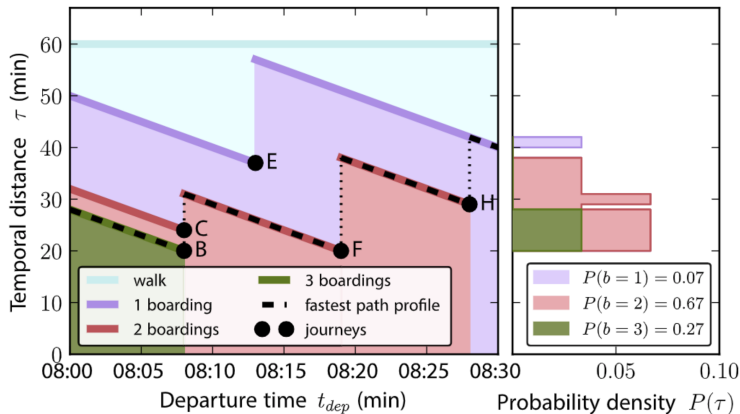 Temporal distance τ (min)
60
50
40
30
20
10
0
E
C
B
F
H
walk
1 boarding
2 boardings
3 boardings
fastest path profile
journeys
08:00 08:05 08:10 08:15 08:20 08:25 08:30
Departure time t_dep (min)
P(b = 1) = 0.07
P(b = 2) = 0.67
P(b = 3) = 0.27
0.05 0.10
Probability density P(τ)